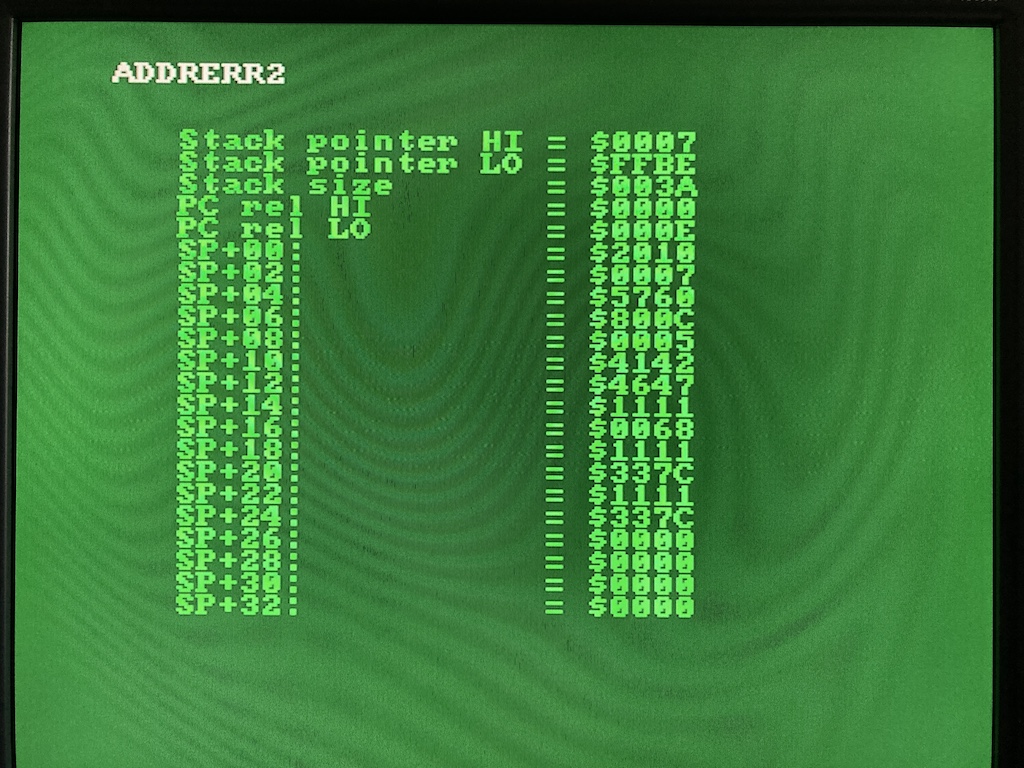 ADDRERR2
Stack pointer HI = $0007
Stack pointer LO = $FFBE
Stack size = $003A
PC rel HI = $0000
PC rel LO = $000E
SP+00: = $2010
SP+02: = $0007
SP+04: = $5760
SP+06: = $800C
SP+08: = $0005
SP+10: = $4142
SP+12: = $4647
SP+14: = $1111
SP+16: = $0068
SP+18: = $1111
SP+20: = $337C
SP+22: = $1111
SP+24: = $337C
SP+26: = $0000
SP+28: = $0000
SP+30: = $0000
SP+32: = $0000